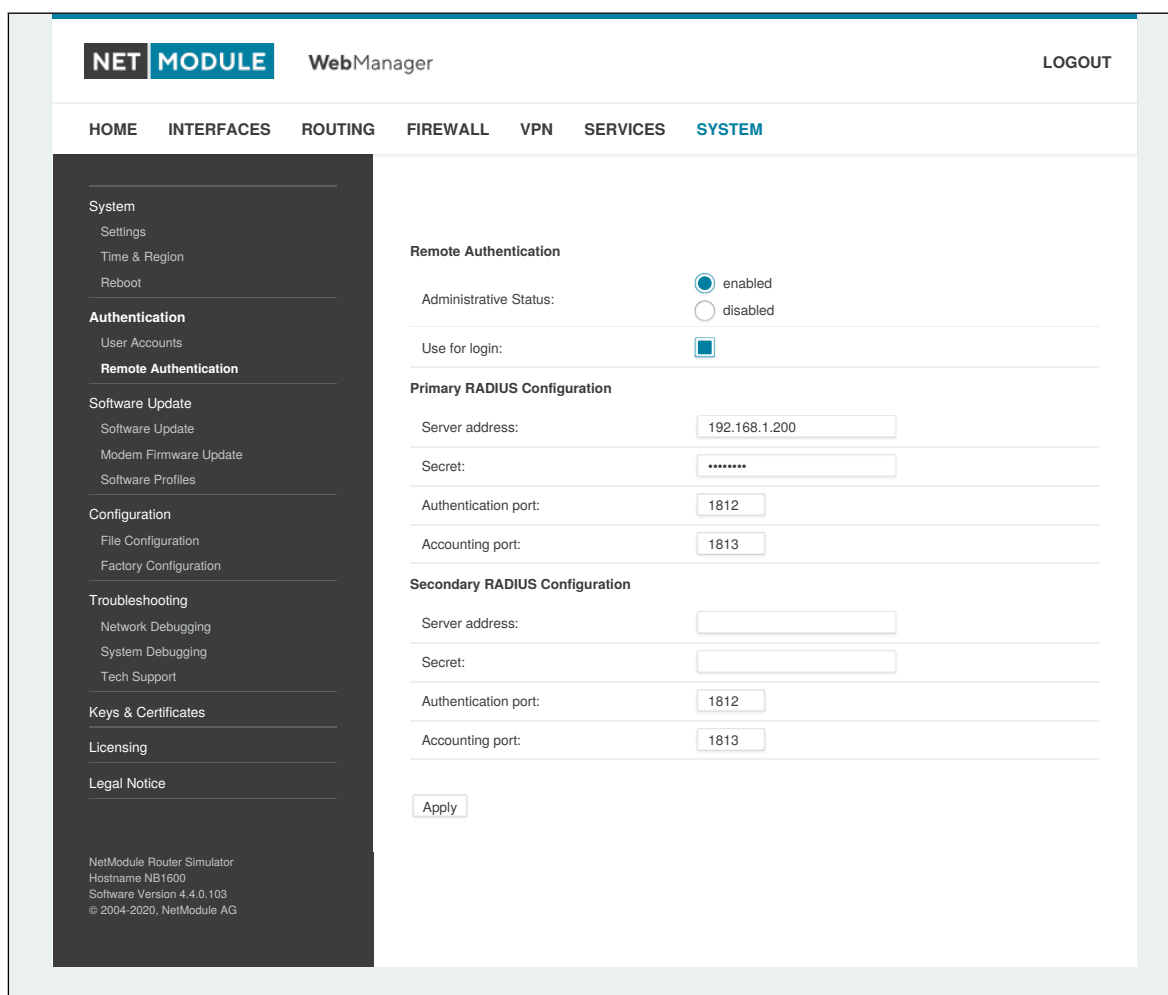 NET MODULE WebManager LOGOUT
HOME INTERFACES ROUTING FIREWALL VPN SERVICES SYSTEM
System
Settings
Time & Region
Reboot
Authentication
User Accounts
Remote Authentication
Software Update
Software Update
Modem Firmware Update
Software Profiles
Configuration
File Configuration
Factory Configuration
Troubleshooting
Network Debugging
System Debugging
Tech Support
Keys & Certificates
Licensing
Legal Notice
NetModule Router Simulator
Hostname NB1600
Software Version 4.4.0.103
© 2004-2020, NetModule AG
Remote Authentication
Administrative Status:
enabled
disabled
Use for login:
Primary RADIUS Configuration
Server address: 192.168.1.200
Secret: ••••••••
Authentication port: 1812
Accounting port: 1813
Secondary RADIUS Configuration
Server address:
Secret:
Authentication port: 1812
Accounting port: 1813
Apply